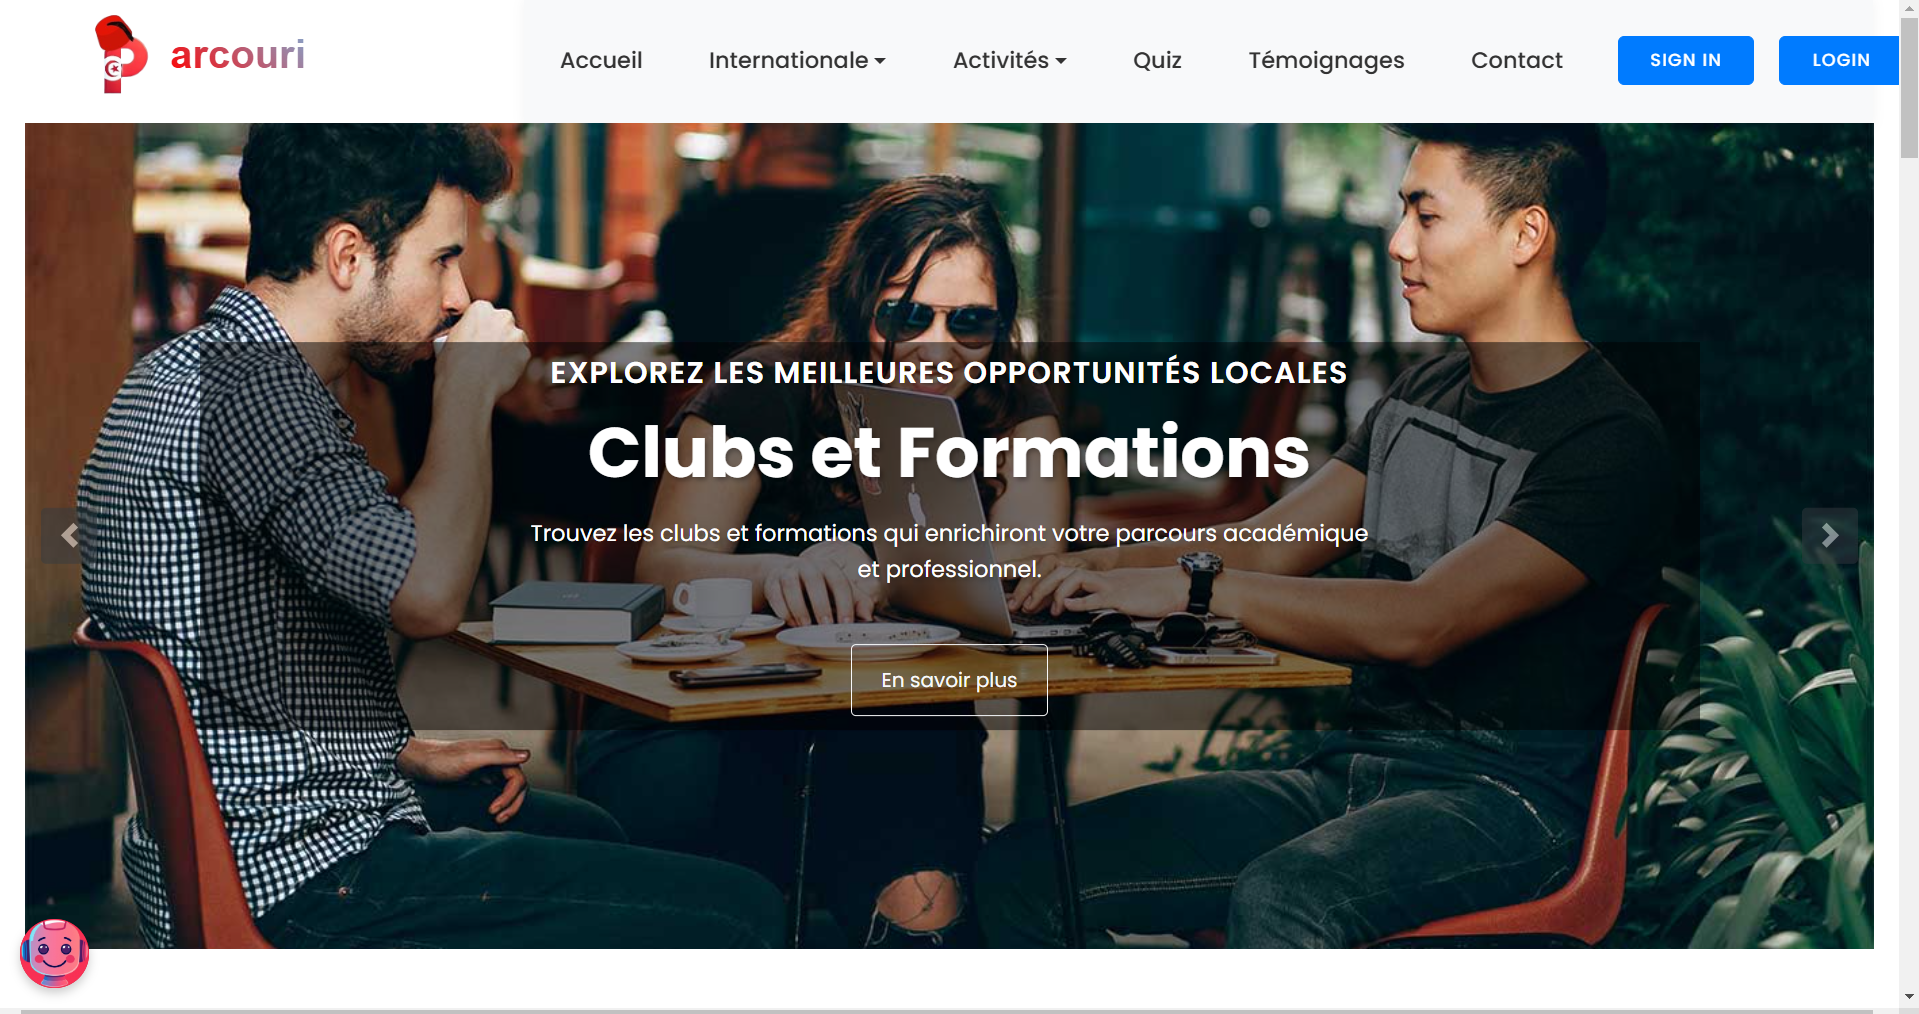 arcouri
Accueil
Internationale
Activités
Quiz
Témoignages
Contact
SIGN IN
LOGIN
EXPLOREZ LES MEILLEURES OPPORTUNITÉS LOCALES
Clubs et Formations
Trouvez les clubs et formations qui enrichiront votre parcours académique
et professionnel.
En savoir plus